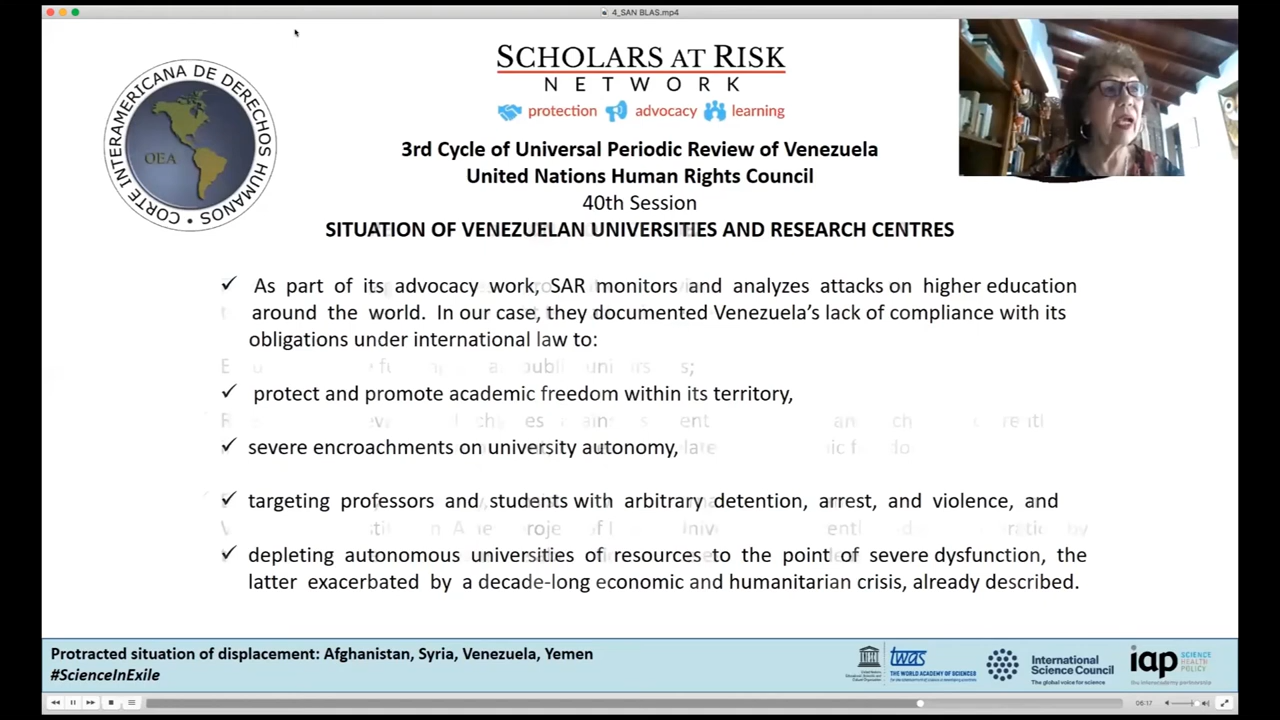 4_SAN BLAS.mp4
CORTE INTERAMERICANA DE DERECHOS HUMANOS
OEA
SCHOLARS AT RISK
NETWORK
protection advocacy learning
3rd Cycle of Universal Periodic Review of Venezuela
United Nations Human Rights Council
40th Session
SITUATION OF VENEZUELAN UNIVERSITIES AND RESEARCH CENTRES
✓ As part of its advocacy work, SAR monitors and analyzes attacks on higher education
around the world. In our case, they documented Venezuela's lack of compliance with its
obligations under international law to:
✓ protect and promote academic freedom within its territory,
✓ severe encroachments on university autonomy,
✓ targeting professors and students with arbitrary detention, arrest, and violence, and
✓ depleting autonomous universities of resources to the point of severe dysfunction, the
latter exacerbated by a decade-long economic and humanitarian crisis, already described.
Protracted situation of displacement: Afghanistan, Syria, Venezuela, Yemen
#ScienceInExile
unesco
twas
THE WORLD ACADEMY OF SCIENCES
International
Science Council
The global voice for science
iap SCIENCE
HEALTH
POLICY
the interacademy partnership
06:17